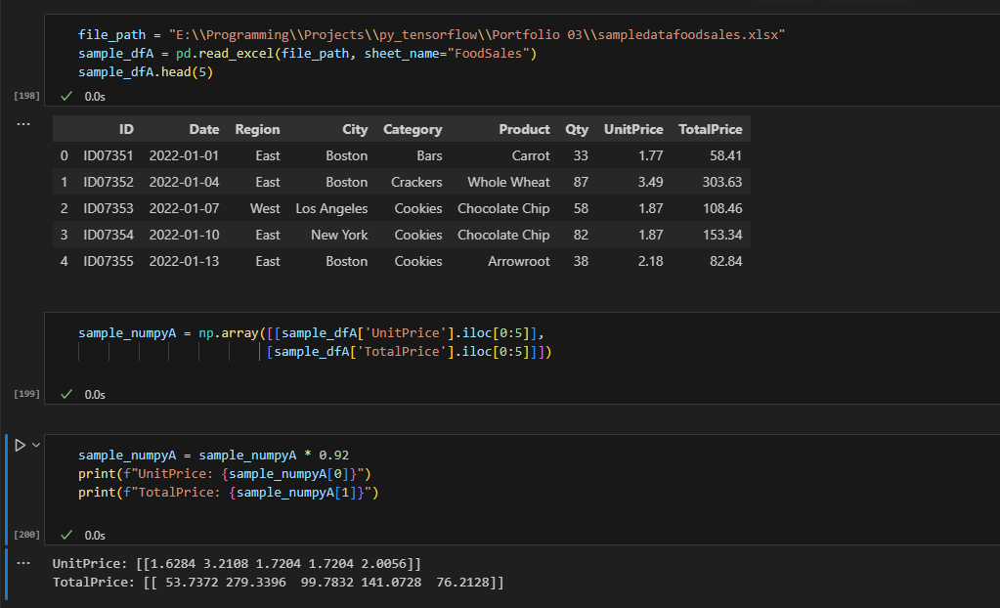 file_path = "E:\\Programming\\Projects\\py_tensorflow\\Portfolio 03\\sampledatafoodsales.xlsx"
sample_dfA = pd.read_excel(file_path, sheet_name="FoodSales")
sample_dfA.head(5)
[198] ✓ 0.0s
...
ID Date Region City Category Product Qty UnitPrice TotalPrice
0 ID07351 2022-01-01 East Boston Bars Carrot 33 1.77 58.41
1 ID07352 2022-01-04 East Boston Crackers Whole Wheat 87 3.49 303.63
2 ID07353 2022-01-07 West Los Angeles Cookies Chocolate Chip 58 1.87 108.46
3 ID07354 2022-01-10 East New York Cookies Chocolate Chip 82 1.87 153.34
4 ID07355 2022-01-13 East Boston Cookies Arrowroot 38 2.18 82.84
sample_numpyA = np.array([[sample_dfA['UnitPrice'].iloc[0:5]],
[sample_dfA['TotalPrice'].iloc[0:5]]])
[199] ✓ 0.0s
sample_numpyA = sample_numpyA * 0.92
print(f"UnitPrice: {sample_numpyA[0]}")
print(f"TotalPrice: {sample_numpyA[1]}")
[200] ✓ 0.0s
...
UnitPrice: [[1.6284 3.2108 1.7204 1.7204 2.0056]]
TotalPrice: [[ 53.7372 279.3396  99.7832 141.0728  76.2128]]